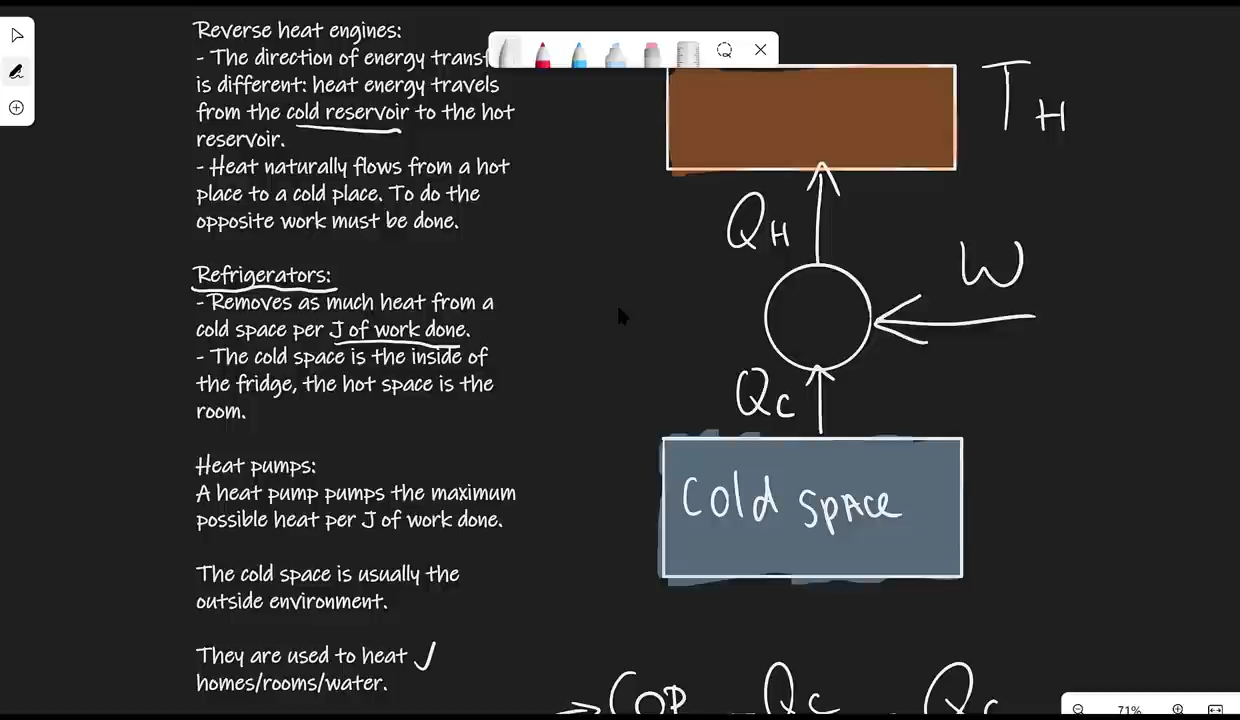 Reverse heat engines:
- The direction of energy
is different: heat energy travels
from the cold reservoir to the hot
reservoir.
- Heat naturally flows from a hot
place to a cold place. To do the
opposite work must be done.
Refrigerators:
- Removes as much heat from a
cold space per J of work done.
- The cold space is the inside of
the fridge, the hot space is the
room.
Heat pumps:
A heat pump pumps the maximum
possible heat per J of work done.
The cold space is usually the
outside environment.
They are used to heat
homes/rooms/water.
TH
QH
W
QC
Cold space
71%